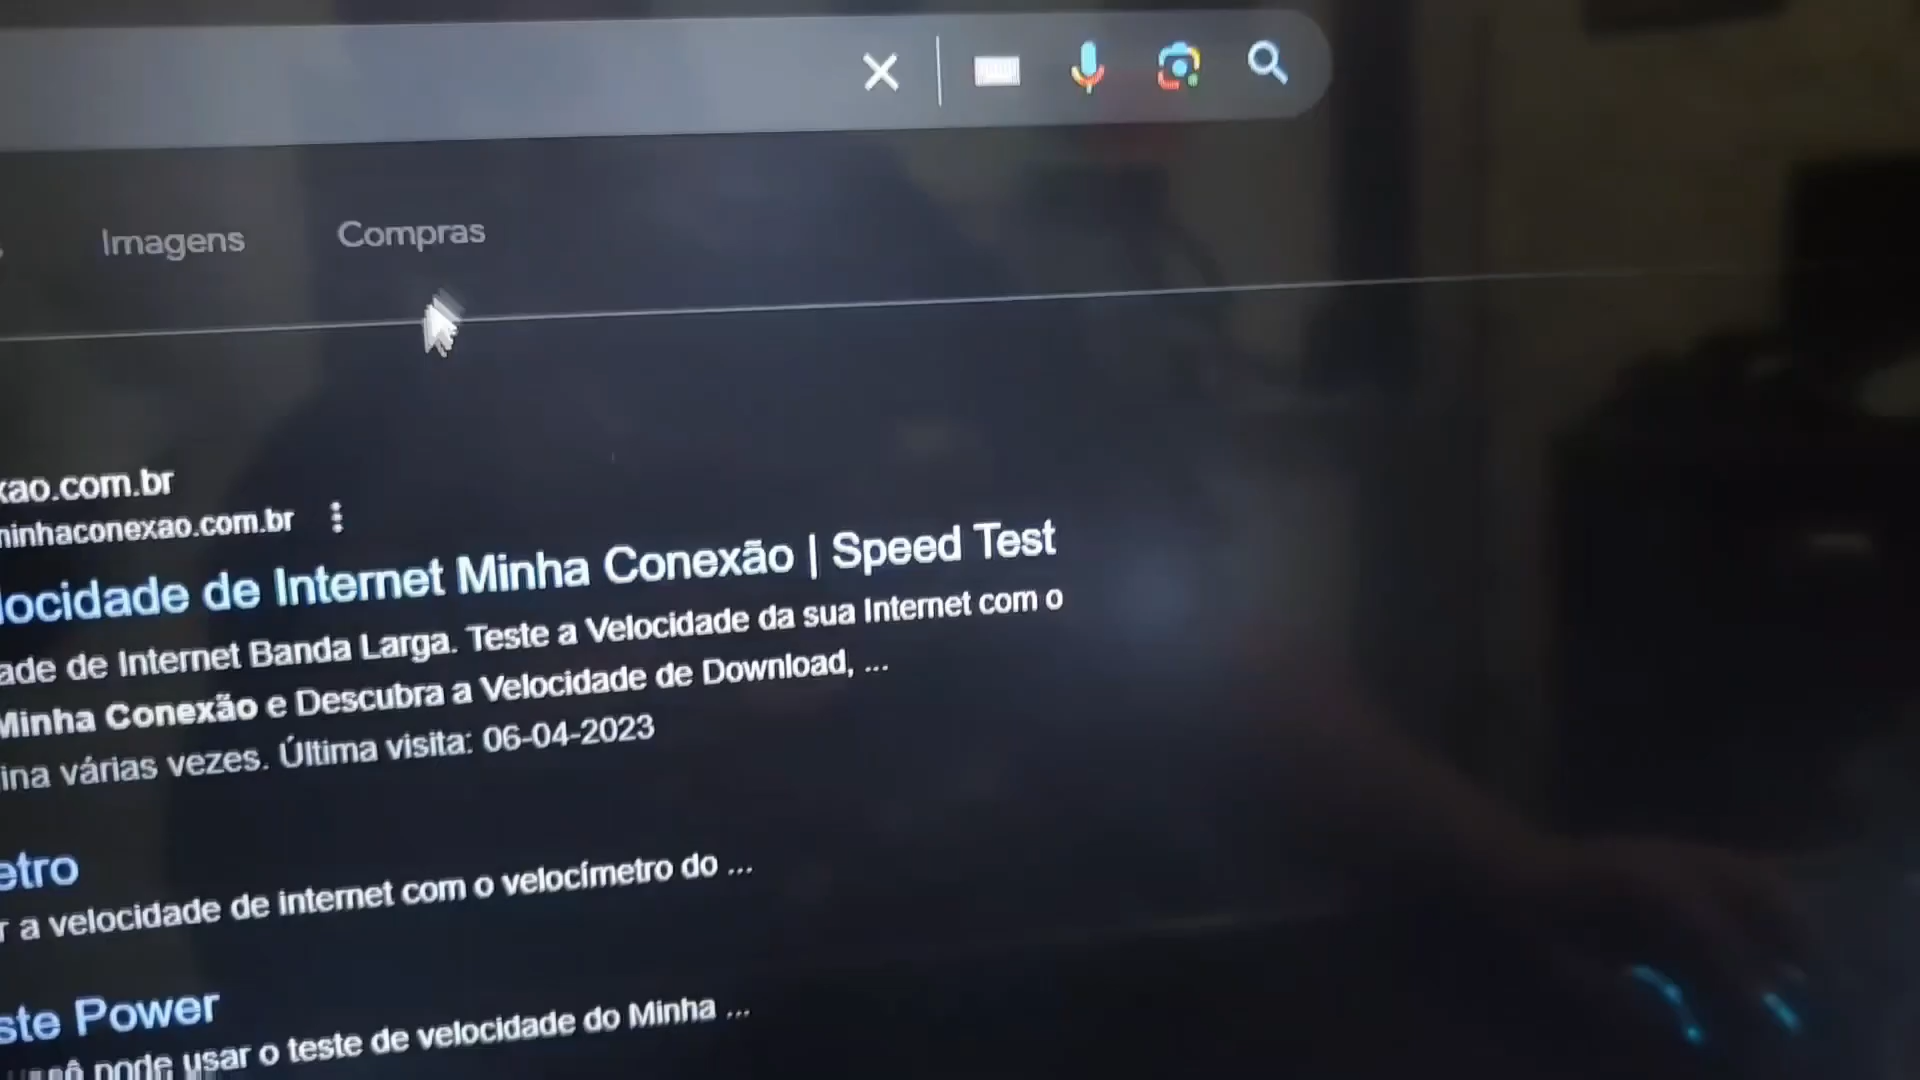 Imagens Compras
xao.com.br
minhaconexao.com.br
locidade de Internet Minha Conexão | Speed Test
ade de Internet Banda Larga. Teste a Velocidade da sua Internet com o
Minha Conexão e Descubra a Velocidade de Download, ...
ina várias vezes. Última visita: 06-04-2023
etro
r a velocidade de internet com o velocímetro do ...
ste Power
você pode usar o teste de velocidade do Minha ...